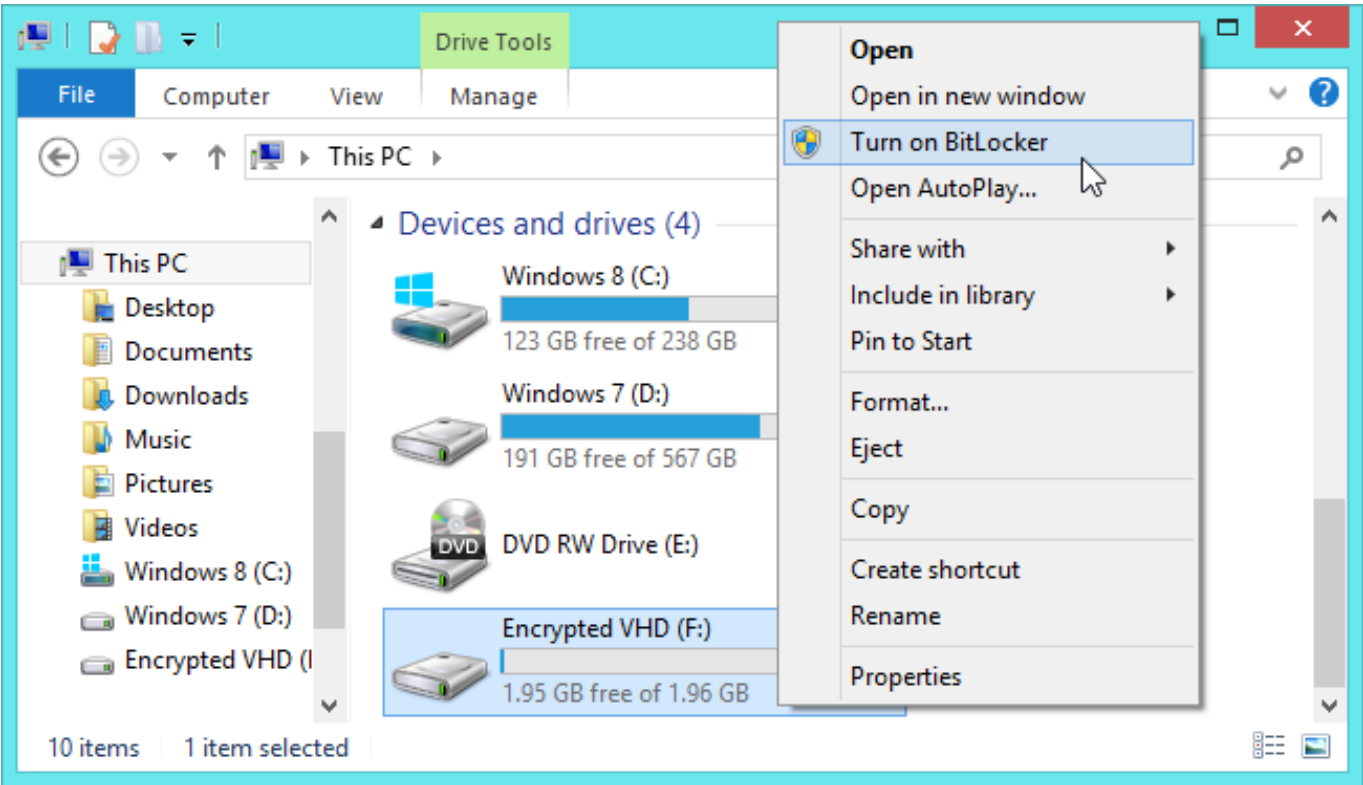 Drive Tools
File
Computer
View
Manage
This PC
This PC
Desktop
Documents
Downloads
Music
Pictures
Videos
Windows 8 (C:)
Windows 7 (D:)
Encrypted VHD (
Devices and drives (4)
Windows 8 (C:)
123 GB free of 238 GB
Windows 7 (D:)
191 GB free of 567 GB
DVD
DVD RW Drive (E:)
Encrypted VHD (F:)
1.95 GB free of 1.96 GB
Open
Open in new window
Turn on BitLocker
Open AutoPlay...
Share with
Include in library
Pin to Start
Format...
Eject
Copy
Create shortcut
Rename
Properties
10 items
1 item selected